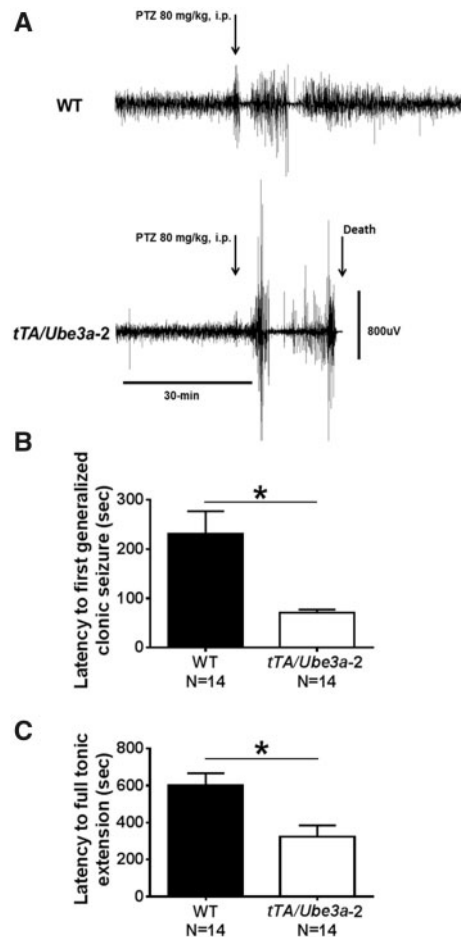 A
PTZ 80 mg/kg, i.p.
WT
PTZ 80 mg/kg, i.p.
Death
tTA/Ube3a-2
800uV
30-min
B
Latency to first generalized
clonic seizure (sec)
300
200
100
0
*
WT
N=14
tTA/Ube3a-2
N=14
C
Latency to full tonic
extension (sec)
800
600
400
200
0
*
WT
N=14
tTA/Ube3a-2
N=14